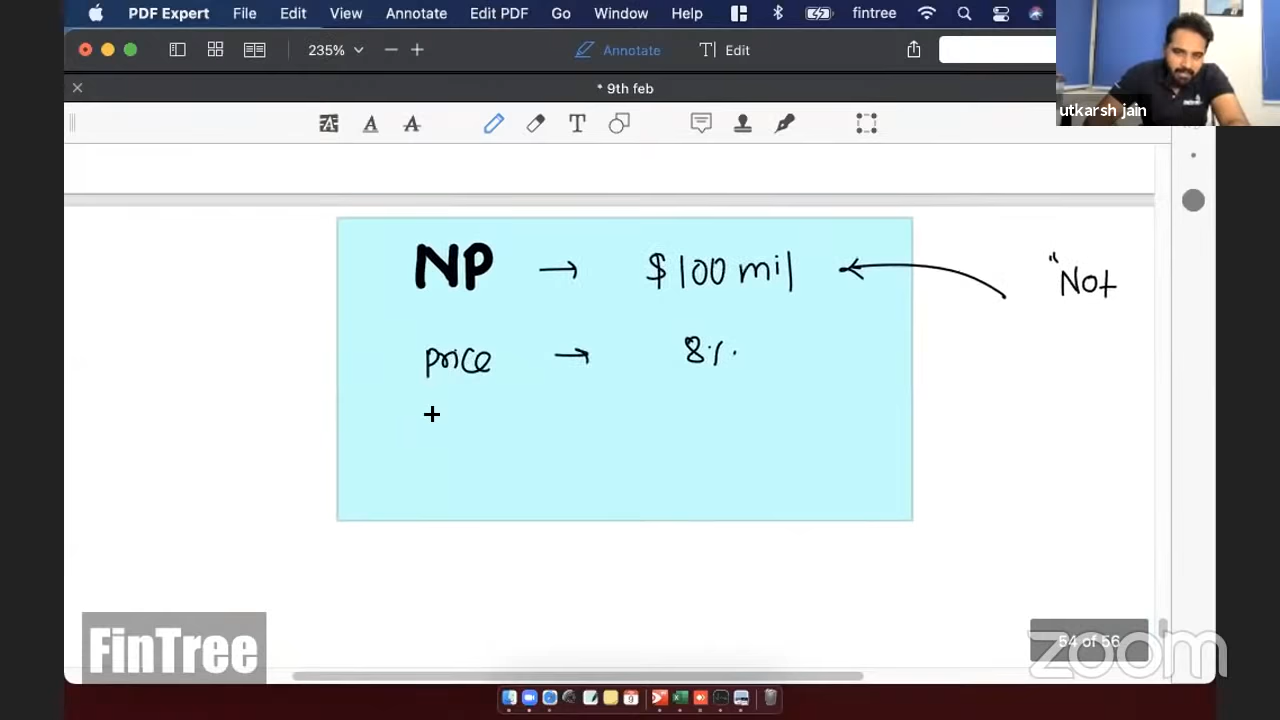 PDF Expert File Edit View Annotate Edit PDF Go Window Help fintree
235% Annotate T Edit
utkarsh jain
* 9th feb
NP → $100 mil
"Not
price → 8%
54 of 56
FinTree
zoom